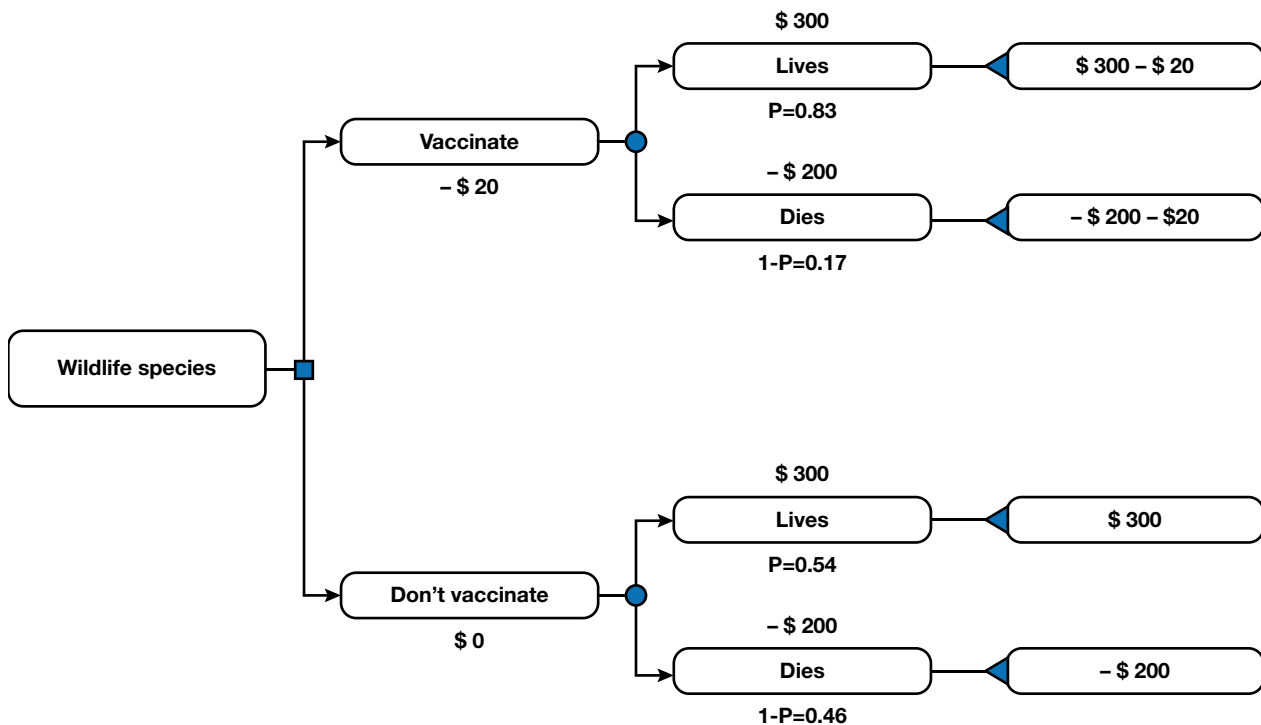 $ 300
Lives
$ 300 – $ 20
P=0.83
Vaccinate
– $ 20
– $ 200
Dies
– $ 200 – $20
1-P=0.17
Wildlife species
$ 300
Lives
$ 300
P=0.54
Don’t vaccinate
$ 0
– $ 200
Dies
– $ 200
1-P=0.46